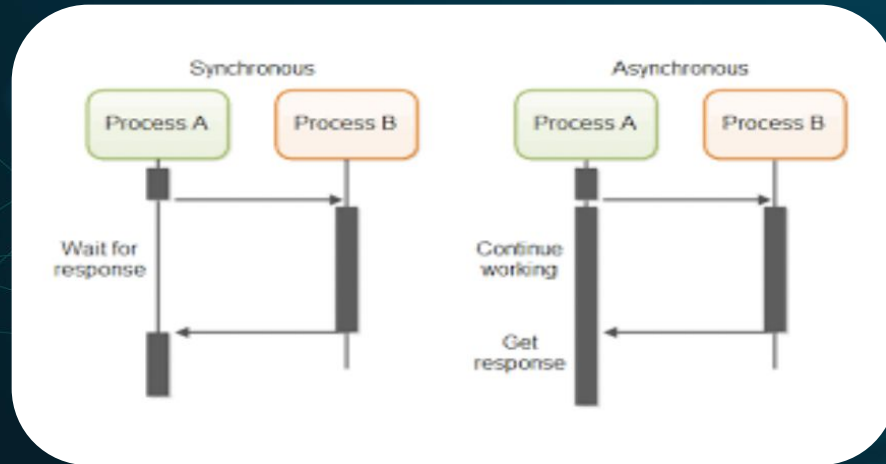 Synchronous
Asynchronous
Process A
Process B
Process A
Process B
Wait for
response
Continue
working
Get
response